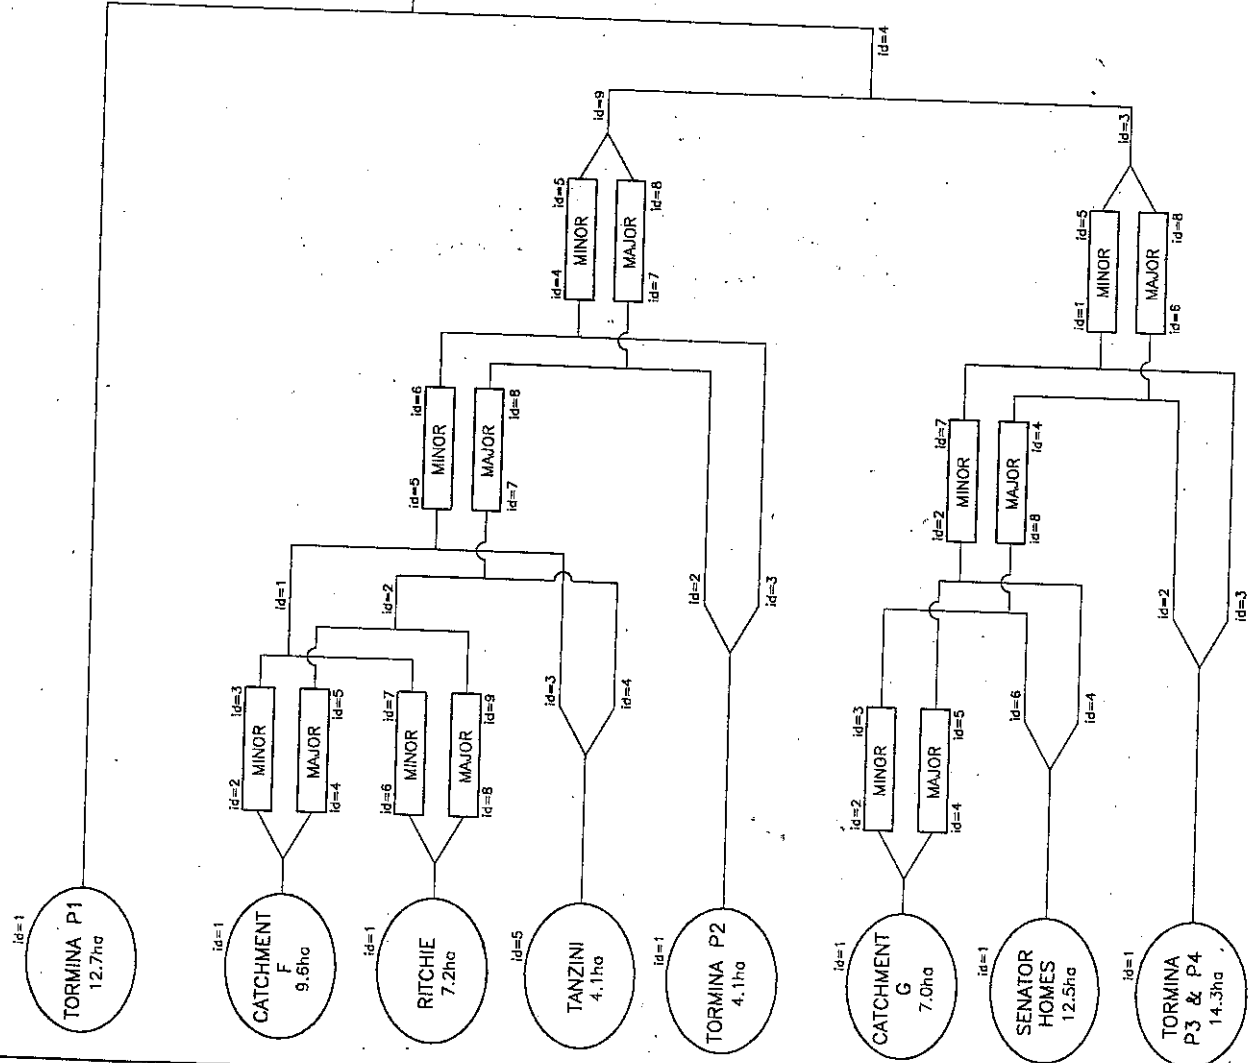 id=1
TORMINA P1
12.7ha
id=4
id=1
CATCHMENT
F
9.6ha
id=2
MINOR
id=3
id=4
MAJOR
id=5
id=1
id=1
RITCHIE
7.2ha
id=6
MINOR
id=7
id=8
MAJOR
id=9
id=2
id=5
TANZINI
4.1ha
id=3
id=4
id=5
MINOR
id=6
id=7
MAJOR
id=8
id=1
TORMINA P2
4.1ha
id=2
id=3
id=4
MINOR
id=5
id=7
MAJOR
id=8
id=9
id=1
CATCHMENT
G
7.0ha
id=2
MINOR
id=3
id=4
MAJOR
id=5
id=1
SENATOR
HOMES
12.5ha
id=6
id=4
id=2
MINOR
id=7
id=8
MAJOR
id=4
id=1
TORMINA
P3 & P4
14.3ha
id=2
id=3
id=1
MINOR
id=5
id=6
MAJOR
id=8
id=3